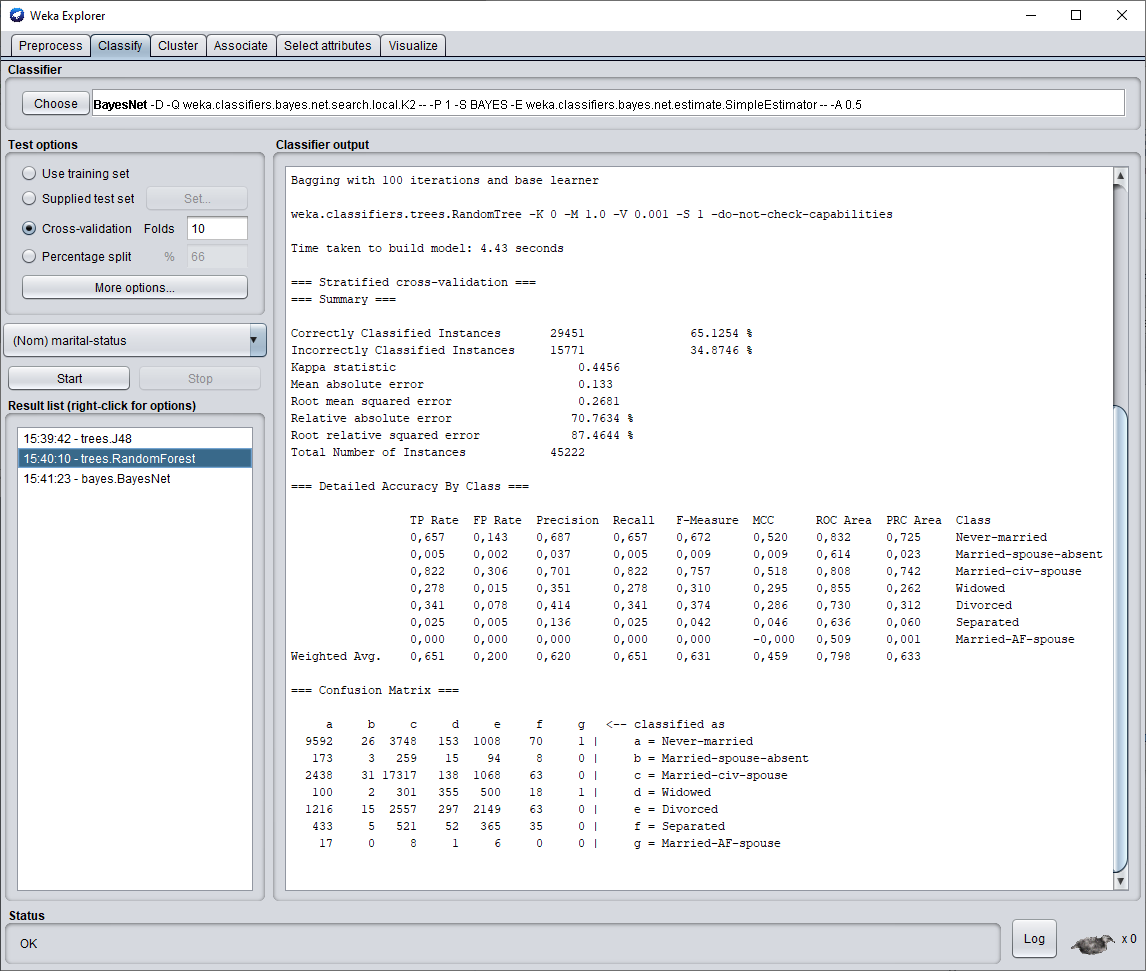 Weka Explorer
Preprocess Classify Cluster Associate Select attributes Visualize
Classifier
Choose BayesNet -D -Q weka.classifiers.bayes.net.search.local.K2 -- -P 1 -S BAYES -E weka.classifiers.bayes.net.estimate.SimpleEstimator -- -A 0.5
Test options
Use training set
Supplied test set Set...
Cross-validation Folds 10
Percentage split % 66
More options...
(Nom) marital-status
Start Stop
Result list (right-click for options)
15:39:42 - trees.J48
15:40:10 - trees.RandomForest
15:41:23 - bayes.BayesNet
Classifier output
Bagging with 100 iterations and base learner
weka.classifiers.trees.RandomTree -K 0 -M 1.0 -V 0.001 -S 1 -do-not-check-capabilities
Time taken to build model: 4.43 seconds
=== Stratified cross-validation ===
=== Summary ===
Correctly Classified Instances 29451 65.1254 %
Incorrectly Classified Instances 15771 34.8746 %
Kappa statistic 0.4456
Mean absolute error 0.133
Root mean squared error 0.2681
Relative absolute error 70.7634 %
Root relative squared error 87.4644 %
Total Number of Instances 45222
=== Detailed Accuracy By Class ===
TP Rate FP Rate Precision Recall F-Measure MCC ROC Area PRC Area Class
0,657 0,143 0,687 0,657 0,672 0,520 0,832 0,725 Never-married
0,005 0,002 0,037 0,005 0,009 0,009 0,614 0,023 Married-spouse-absent
0,822 0,306 0,701 0,822 0,757 0,518 0,808 0,742 Married-civ-spouse
0,278 0,015 0,351 0,278 0,310 0,295 0,855 0,262 Widowed
0,341 0,078 0,414 0,341 0,374 0,286 0,730 0,312 Divorced
0,025 0,005 0,136 0,025 0,042 0,046 0,636 0,060 Separated
0,000 0,000 0,000 0,000 0,000 -0,000 0,509 0,001 Married-AF-spouse
Weighted Avg. 0,651 0,200 0,620 0,651 0,631 0,459 0,798 0,633
=== Confusion Matrix ===
a b c d e f g <-- classified as
9592 26 3748 153 1008 70 1 | a = Never-married
173 3 259 15 94 8 0 | b = Married-spouse-absent
2438 31 17317 138 1068 63 0 | c = Married-civ-spouse
100 2 301 355 500 18 1 | d = Widowed
1216 15 2557 297 2149 63 0 | e = Divorced
433 5 521 52 365 35 0 | f = Separated
17 0 8 1 6 0 0 | g = Married-AF-spouse
Status
OK
Log x 0